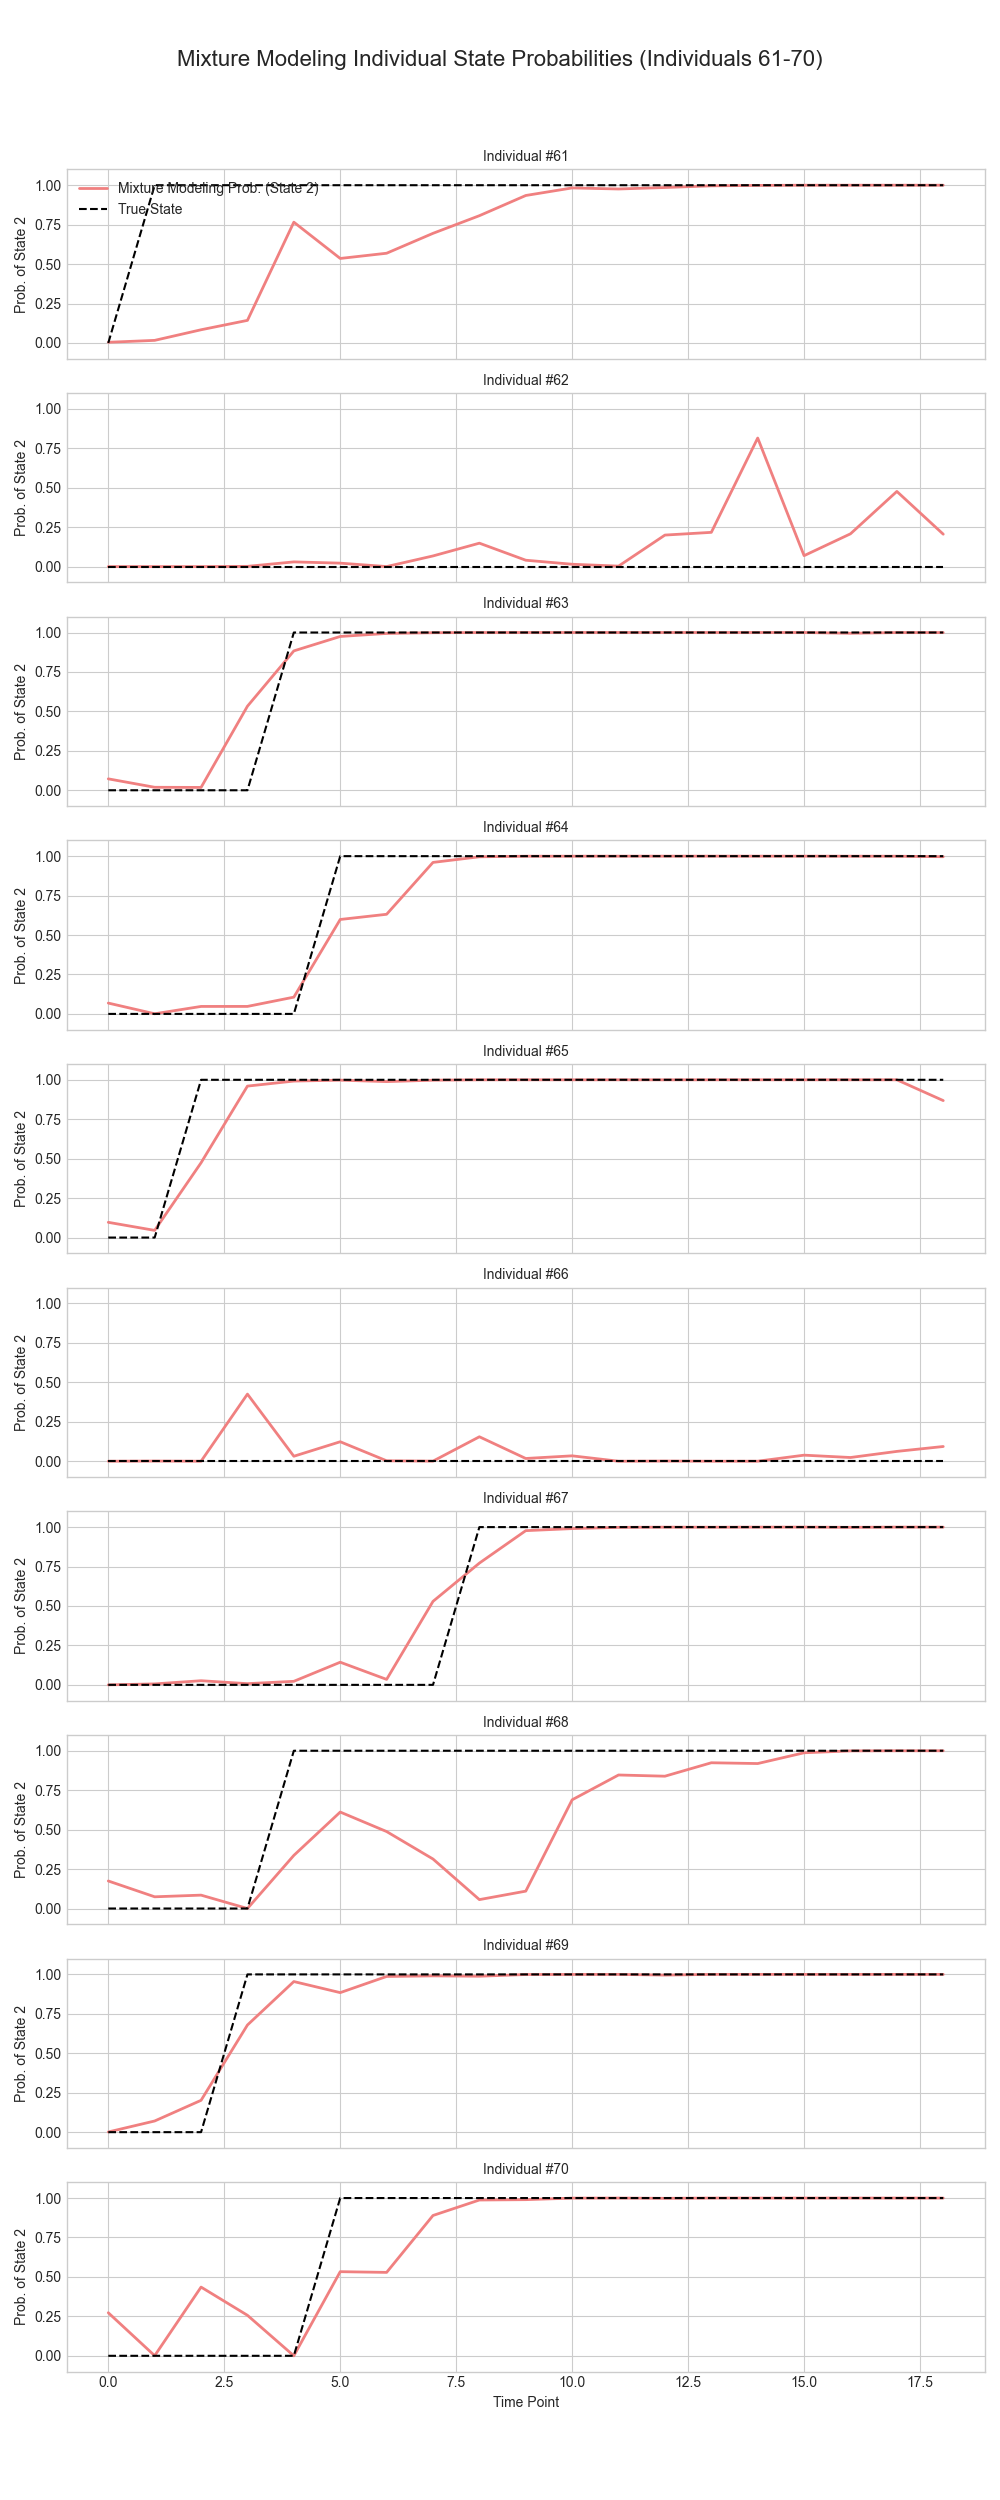 Mixture Modeling Individual State Probabilities (Individuals 61-70)
Individual #61
Mixture Modeling Prob. (State 2)
True State
1.00
0.75
0.50
0.25
0.00
Prob. of State 2
Individual #62
1.00
0.75
0.50
0.25
0.00
Prob. of State 2
Individual #63
1.00
0.75
0.50
0.25
0.00
Prob. of State 2
Individual #64
1.00
0.75
0.50
0.25
0.00
Prob. of State 2
Individual #65
1.00
0.75
0.50
0.25
0.00
Prob. of State 2
Individual #66
1.00
0.75
0.50
0.25
0.00
Prob. of State 2
Individual #67
1.00
0.75
0.50
0.25
0.00
Prob. of State 2
Individual #68
1.00
0.75
0.50
0.25
0.00
Prob. of State 2
Individual #69
1.00
0.75
0.50
0.25
0.00
Prob. of State 2
Individual #70
1.00
0.75
0.50
0.25
0.00
Prob. of State 2
0.0 2.5 5.0 7.5 10.0 12.5 15.0 17.5
Time Point